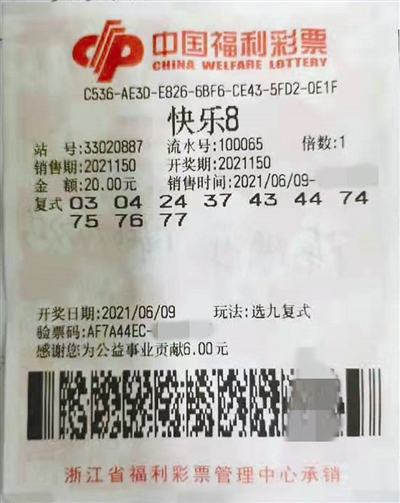 中国福利彩票
CHINA WELFARE LOTTERY
C536-AE3D-E826-6BF6-CE43-5FD2-0E1F
快乐8
站 号:33020887 流水号:100065 倍数:1
销售期:2021150 开奖期:2021150
金 额:20.00元 销售时间:2021/06/09-
复式 03 04 24 37 43 44 74
75 76 77
开奖日期:2021/06/09 玩法:选九复式
验票码:AF7A44EC-
感谢您为公益事业贡献6.00元
浙江省福利彩票管理中心承销